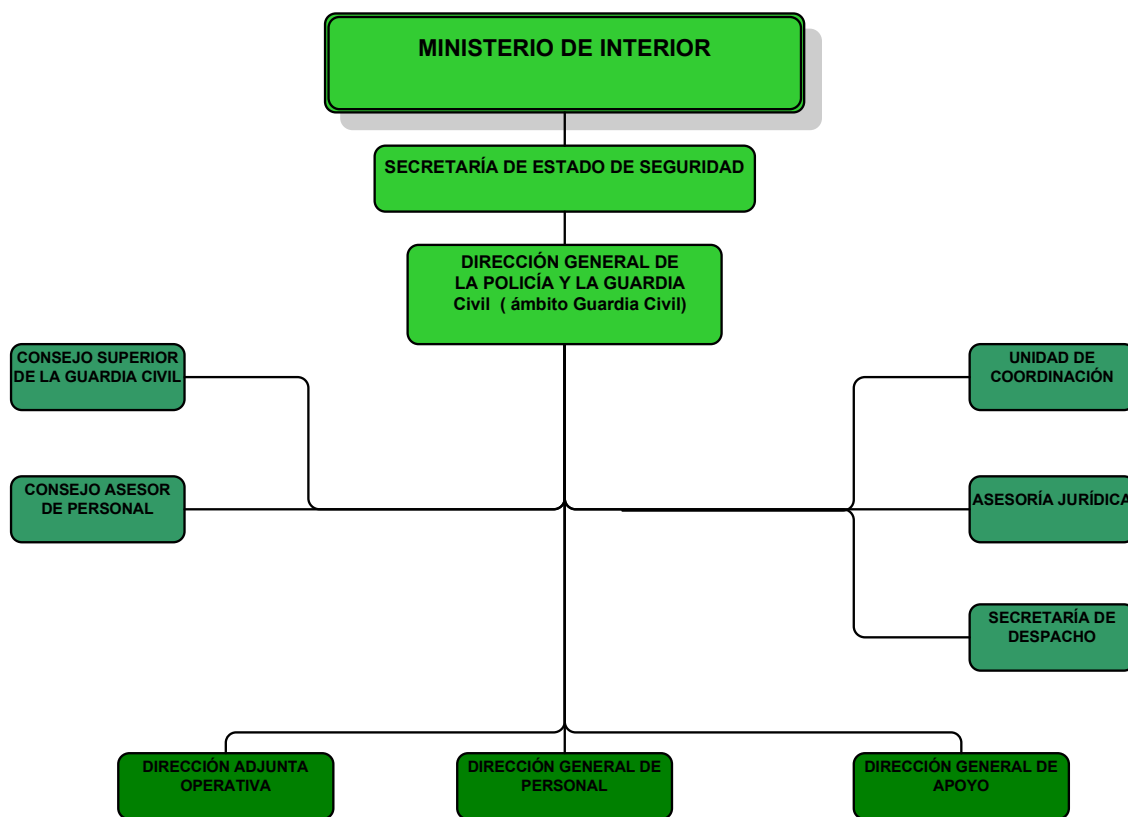 MINISTERIO DE INTERIOR
SECRETARÍA DE ESTADO DE SEGURIDAD
DIRECCIÓN GENERAL DE
LA POLICÍA Y LA GUARDIA
Civil ( ámbito Guardia Civil)
CONSEJO SUPERIOR
DE LA GUARDIA CIVIL
UNIDAD DE
COORDINACIÓN
CONSEJO ASESOR
DE PERSONAL
ASESORÍA JURÍDICA
SECRETARÍA DE
DESPACHO
DIRECCIÓN ADJUNTA
OPERATIVA
DIRECCIÓN GENERAL DE
PERSONAL
DIRECCIÓN GENERAL DE
APOYO